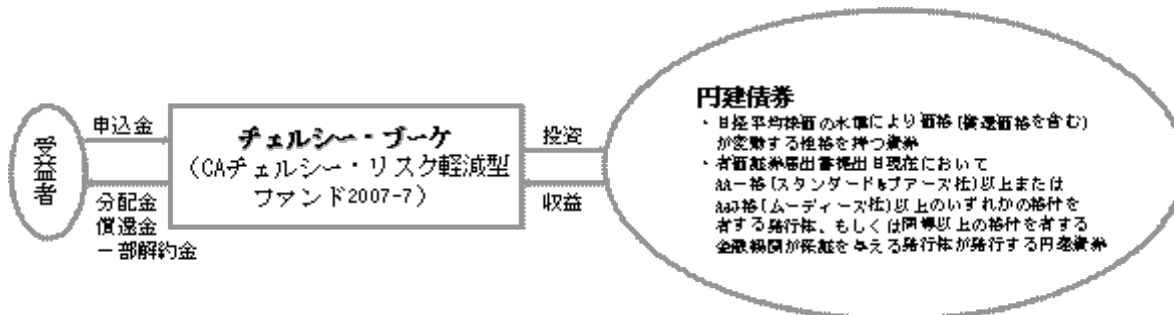 受益者
申込金
分配金
償還金
一部解約金
チェルシー・ブーケ
（CAチェルシー・リスク軽減型
ファンド2007-7）
投資
収益
円建債券
・日経平均株価の水準により価格(償還価格を含む)
が変動する性格を持つ債券
・有価証券届出書提出日現在において
AA－格(スタンダード&プアーズ社)以上または
Aa3格(ムーディーズ社)以上のいずれかの格付を
有する発行体、もしくは同等以上の格付を有する
金融機関が保証を与える発行体が発行する円建債券